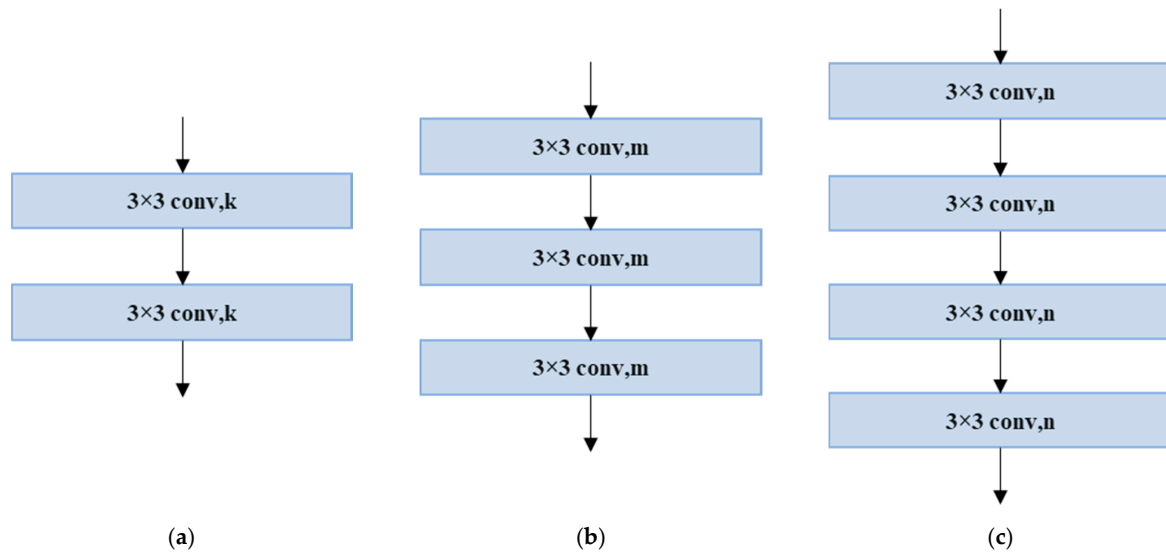 3×3 conv,k
3×3 conv,k
(a)
3×3 conv,m
3×3 conv,m
3×3 conv,m
(b)
3×3 conv,n
3×3 conv,n
3×3 conv,n
3×3 conv,n
(c)